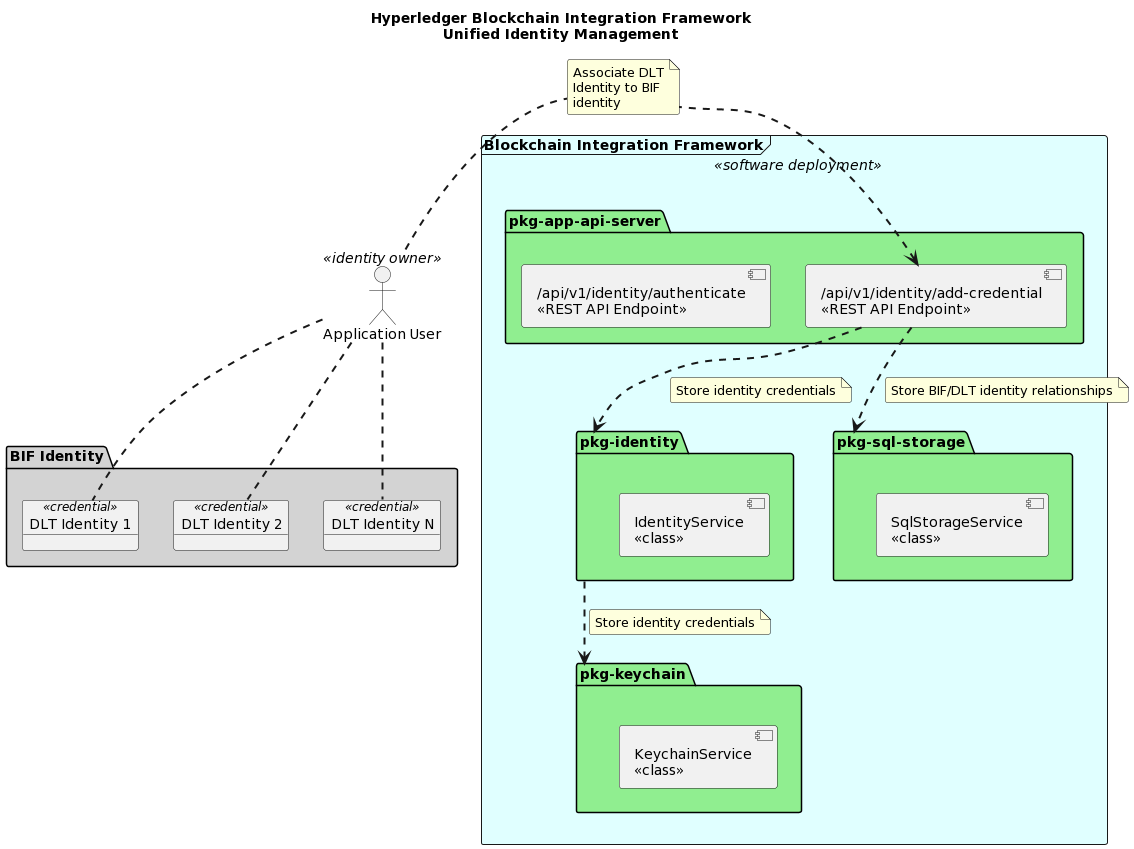 Hyperledger Blockchain Integration Framework
Unified Identity Management
Associate DLT
Identity to BIF
identity
Blockchain Integration Framework
«software deployment»
pkg-app-api-server
/api/v1/identity/authenticate
«REST API Endpoint»
/api/v1/identity/add-credential
«REST API Endpoint»
«identity owner»
Application User
Store identity credentials
Store BIF/DLT identity relationships
BIF Identity
«credential»
DLT Identity 1
«credential»
DLT Identity 2
«credential»
DLT Identity N
pkg-identity
IdentityService
«class»
pkg-sql-storage
SqlStorageService
«class»
Store identity credentials
pkg-keychain
KeychainService
«class»